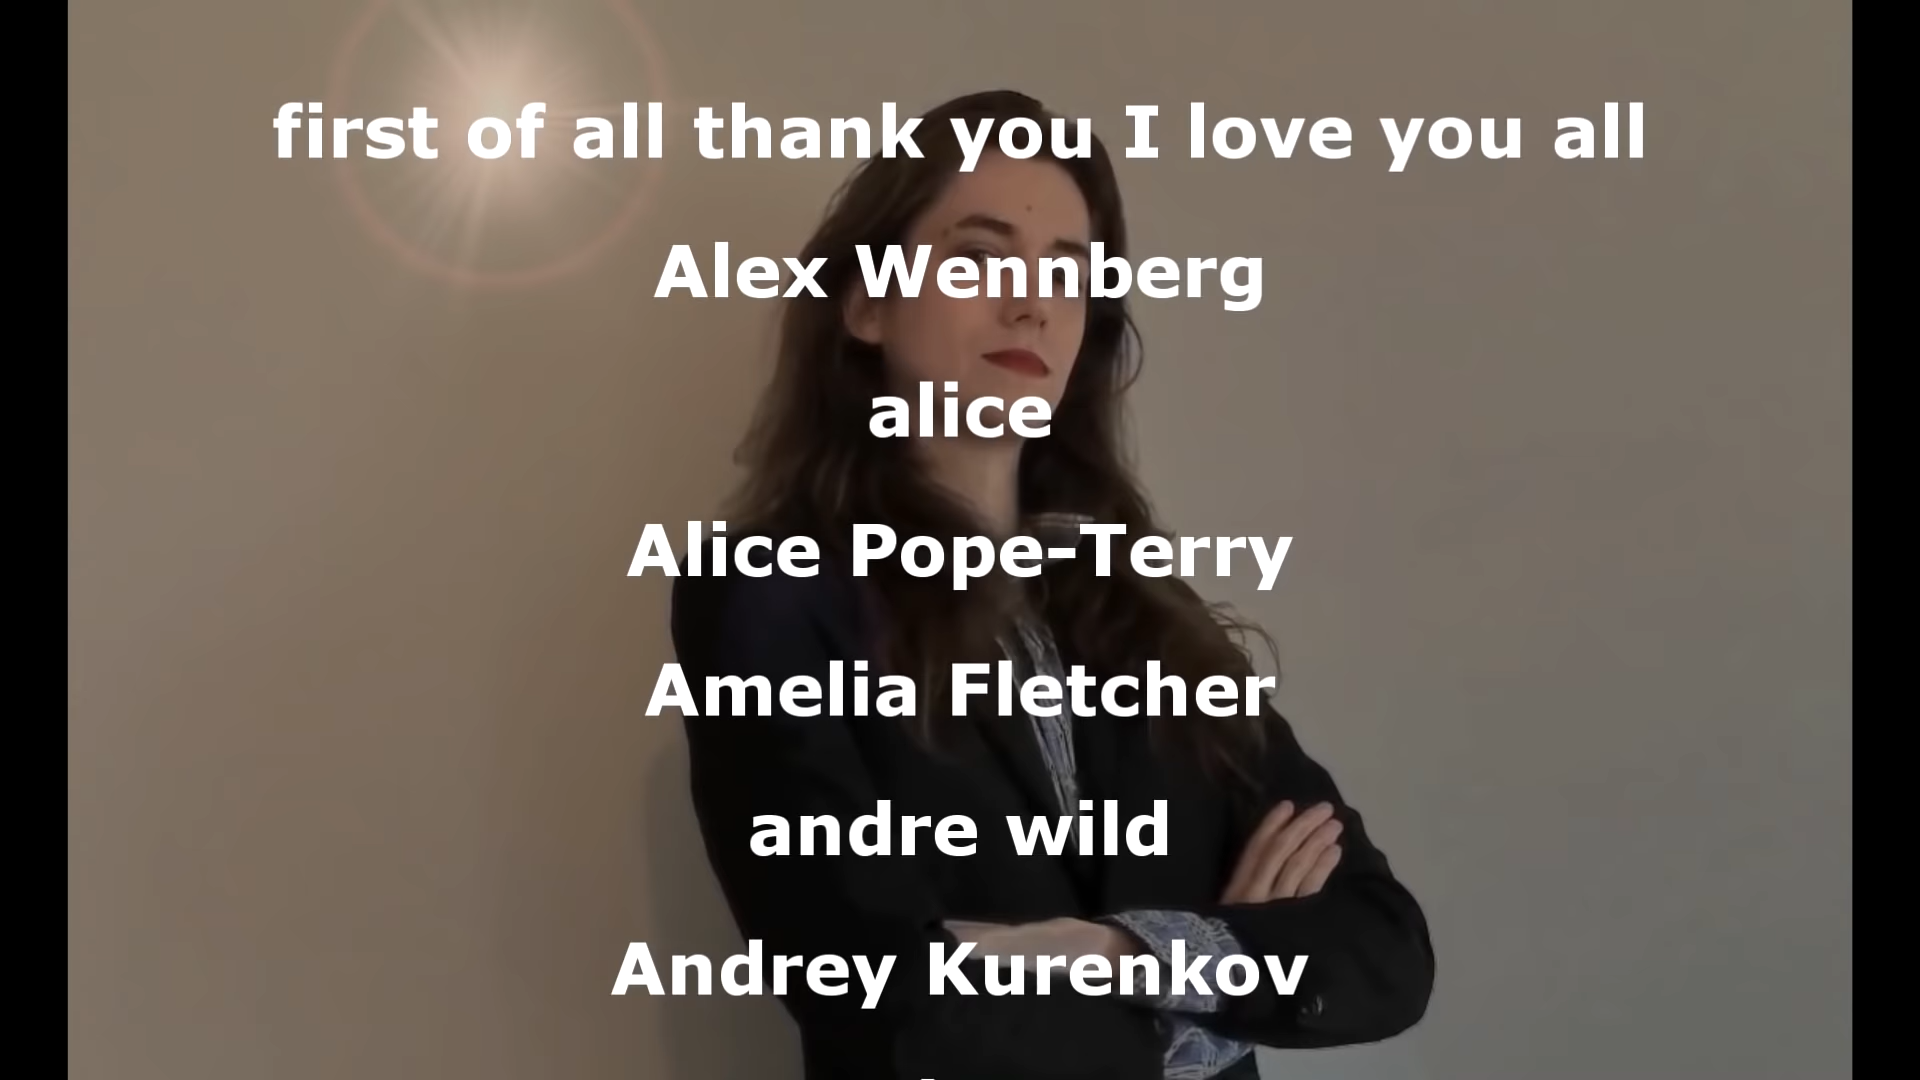 first of all thank you I love you all
Alex Wennberg
alice
Alice Pope-Terry
Amelia Fletcher
andre wild
Andrey Kurenkov